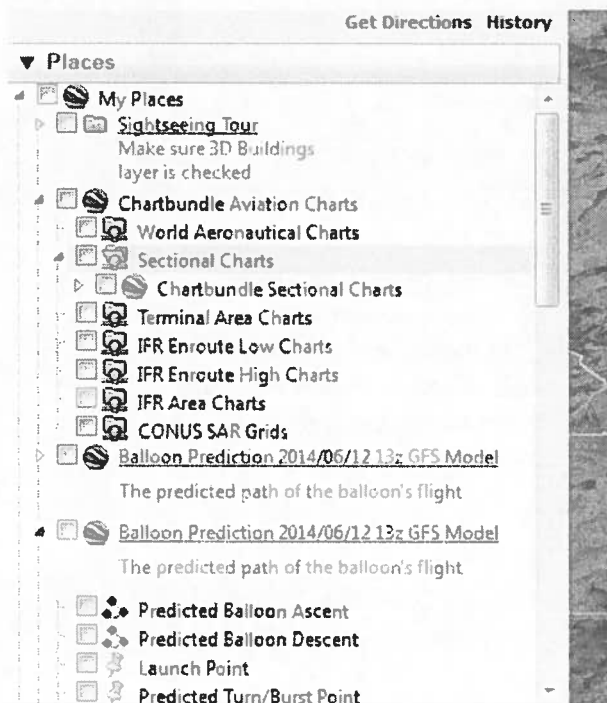 Get Directions History
Places
My Places
Sightseeing Tour
Make sure 3D Buildings
layer is checked
Chartbundle Aviation Charts
World Aeronautical Charts
Sectional Charts
Chartbundle Sectional Charts
Terminal Area Charts
IFR Enroute Low Charts
IFR Enroute High Charts
IFR Area Charts
CONUS SAR Grids
Balloon Prediction 2014/06/12 13z GFS Model
The predicted path of the balloon's flight
Balloon Prediction 2014/06/12 13z GFS Model
The predicted path of the balloon's flight
Predicted Balloon Ascent
Predicted Balloon Descent
Launch Point
Predicted Turn/Burst Point